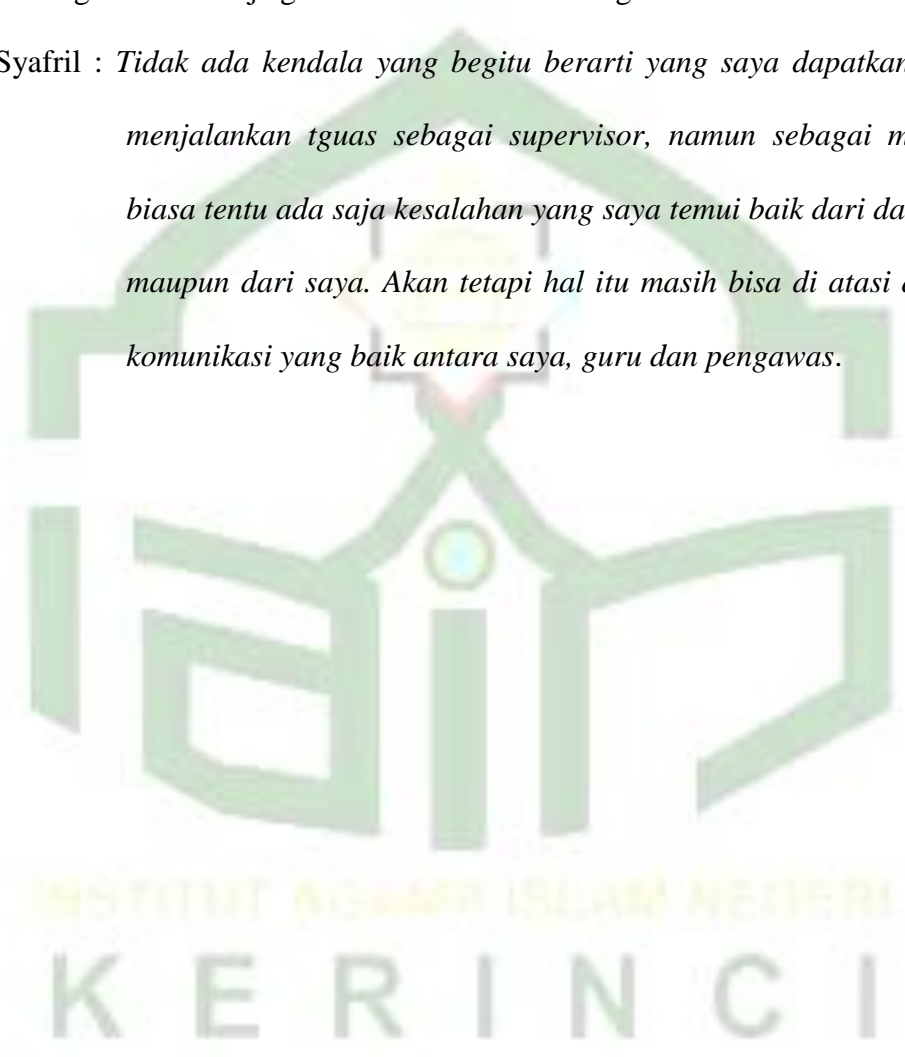 Syafril : Tidak ada kendala yang begitu berarti yang saya dapatkan
menjalankan tguas sebagai supervisor, namun sebagai
biasa tentu ada saja kesalahan yang saya temui baik dari
maupun dari saya. Akan tetapi hal itu masih bisa di atasi
komunikasi yang baik antara saya, guru dan pengawas.
iain
INSTITUT AGAMA ISLAM NEGERI
KERINCI